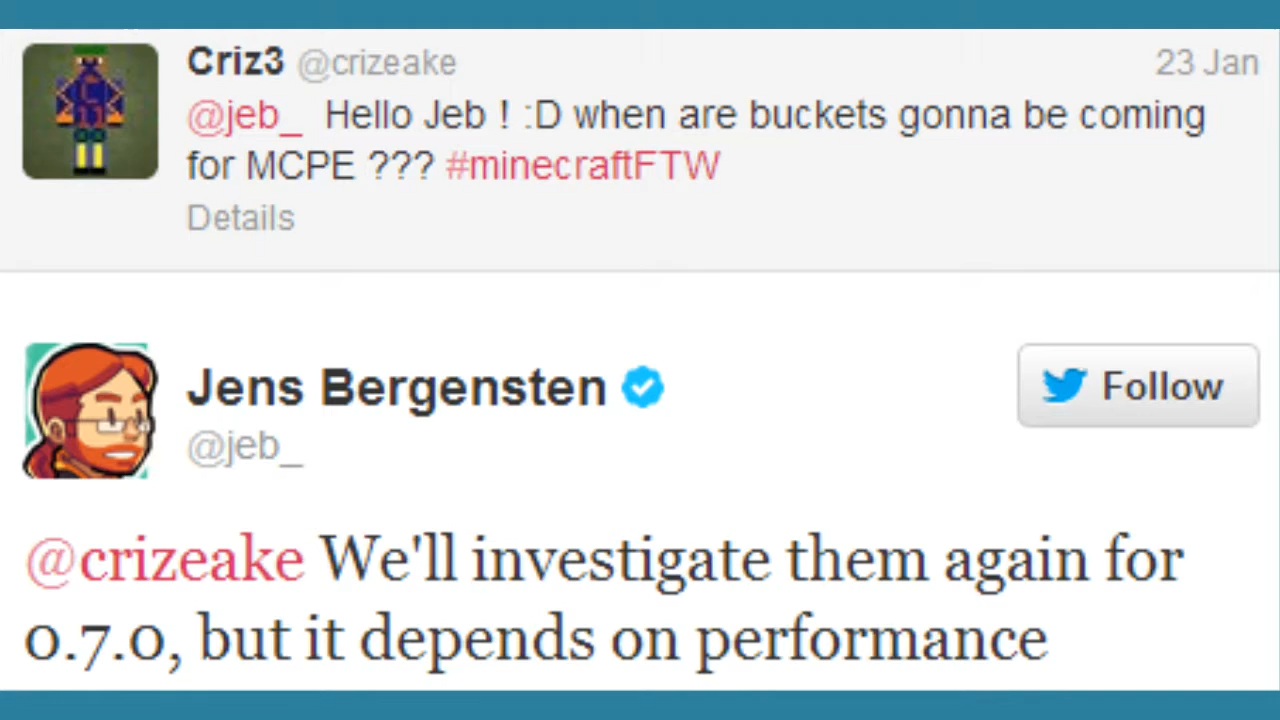 Criz3 @crizeake 23 Jan
@jeb_ Hello Jeb ! :D when are buckets gonna be coming
for MCPE ??? #minecraftFTW
Details
Jens Bergensten
Follow
@jeb_
@crizeake We'll investigate them again for
0.7.0, but it depends on performance